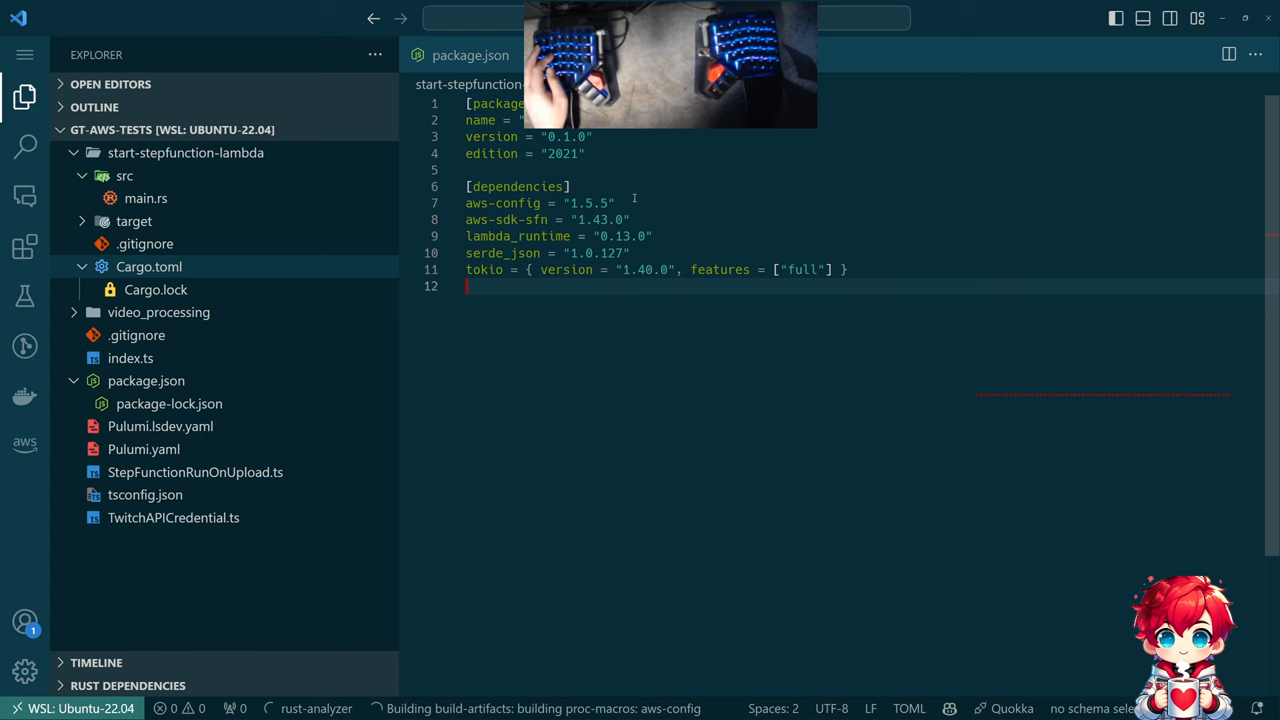 EXPLORER
OPEN EDITORS
OUTLINE
GT-AWS-TESTS [WSL: UBUNTU-22.04]
start-stepfunction-lambda
src
main.rs
target
.gitignore
Cargo.toml
Cargo.lock
video_processing
.gitignore
index.ts
package.json
package-lock.json
Pulumi.lsdev.yaml
Pulumi.yaml
StepFunctionRunOnUpload.ts
tsconfig.json
TwitchAPICredential.ts
TIMELINE
RUST DEPENDENCIES
aws
1
package.json
start-stepfunction-
1 [package
2 name = "
3 version = "0.1.0"
4 edition = "2021"
5
6 [dependencies]
7 aws-config = "1.5.5"
8 aws-sdk-sfn = "1.43.0"
9 lambda_runtime = "0.13.0"
10 serde_json = "1.0.127"
11 tokio = { version = "1.40.0", features = ["full"] }
12
WSL: Ubuntu-22.04 0 0 0 rust-analyzer Building build-artifacts: building proc-macros: aws-config Spaces: 2 UTF-8 LF TOML Quokka no schema sele